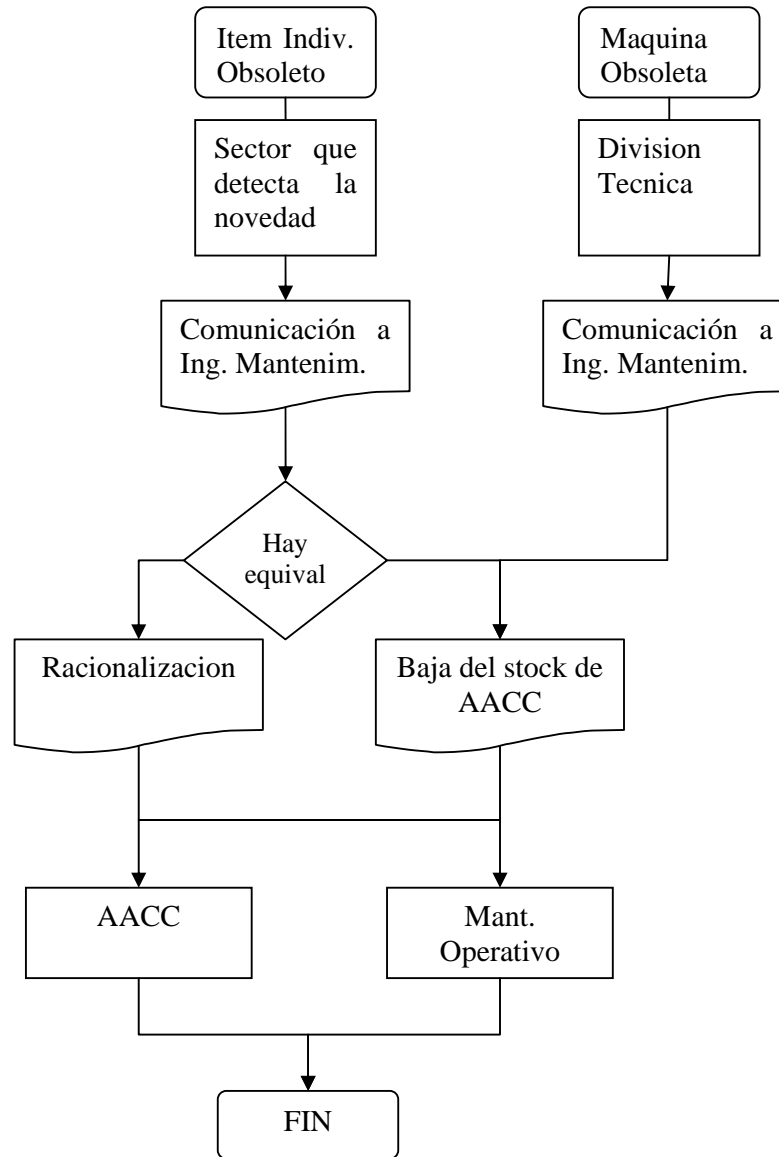 Item Indiv.
Obsoleto
Maquina
Obsoleta
Sector que
detecta la
novedad
Division
Tecnica
Comunicación a
Ing. Mantenim.
Comunicación a
Ing. Mantenim.
Hay
equival
Racionalizacion
Baja del stock de
AACC
AACC
Mant.
Operativo
FIN